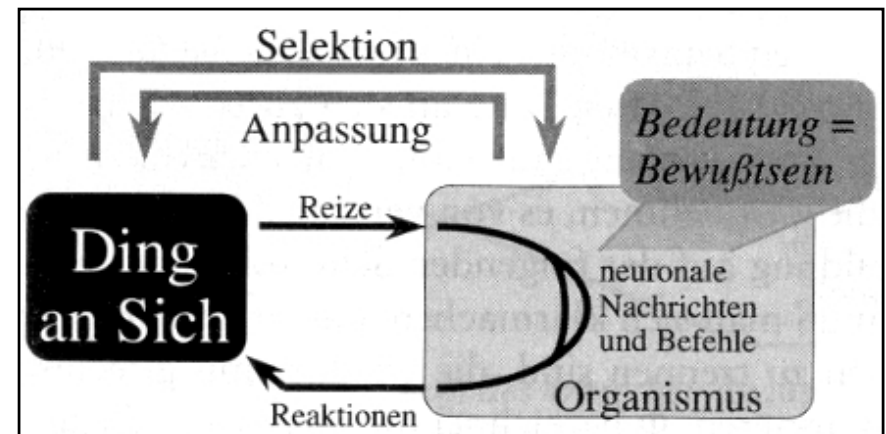 Selektion
Anpassung
Bedeutung =
Bewußtsein
Reize
Ding
an Sich
neuronale
Nachrichten
und Befehle
Organismus
Reaktionen